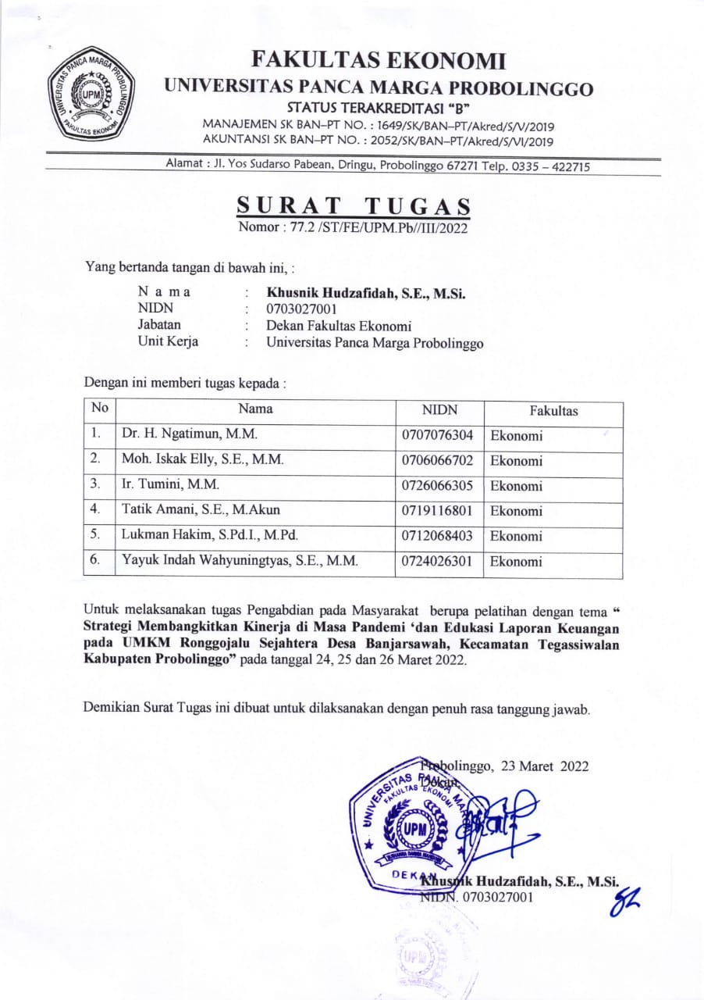 UNIVERSITAS PANCA MARGA PROBOLINGGO
UPM
FAKULTAS EKONOMI
FAKULTAS EKONOMI
UNIVERSITAS PANCA MARGA PROBOLINGGO
STATUS TERAKREDITASI “B”
MANAJEMEN SK BAN–PT NO. : 1649/SK/BAN–PT/Akred/S/V/2019
AKUNTANSI SK BAN–PT NO. : 2052/SK/BAN–PT/Akred/S/VI/2019
Alamat : Jl. Yos Sudarso Pabean, Dringu, Probolinggo 67271 Telp. 0335 – 422715
SURAT TUGAS
Nomor : 77.2 /ST/FE/UPM.Pb//III/2022
Yang bertanda tangan di bawah ini, :
N a m a : Khusnik Hudzafidah, S.E., M.Si.
NIDN : 0703027001
Jabatan : Dekan Fakultas Ekonomi
Unit Kerja : Universitas Panca Marga Probolinggo
Dengan ini memberi tugas kepada :
No Nama NIDN Fakultas
1. Dr. H. Ngatimun, M.M. 0707076304 Ekonomi
2. Moh. Iskak Elly, S.E., M.M. 0706066702 Ekonomi
3. Ir. Tumini, M.M. 0726066305 Ekonomi
4. Tatik Amani, S.E., M.Akun 0719116801 Ekonomi
5. Lukman Hakim, S.Pd.I., M.Pd. 0712068403 Ekonomi
6. Yayuk Indah Wahyuningtyas, S.E., M.M. 0724026301 Ekonomi
Untuk melaksanakan tugas Pengabdian pada Masyarakat berupa pelatihan dengan tema “
Strategi Membangkitkan Kinerja di Masa Pandemi ‘dan Edukasi Laporan Keuangan
pada UMKM Ronggojalu Sejahtera Desa Banjarsawah, Kecamatan Tegassiwalan
Kabupaten Probolinggo” pada tanggal 24, 25 dan 26 Maret 2022.
Demikian Surat Tugas ini dibuat untuk dilaksanakan dengan penuh rasa tanggung jawab.
Probolinggo, 23 Maret 2022
Dekan,
UNIVERSITAS PANCA MARGA
FAKULTAS EKONOMI
UPM
DEKAN
Khusnik Hudzafidah, S.E., M.Si.
NIDN. 0703027001
UPM